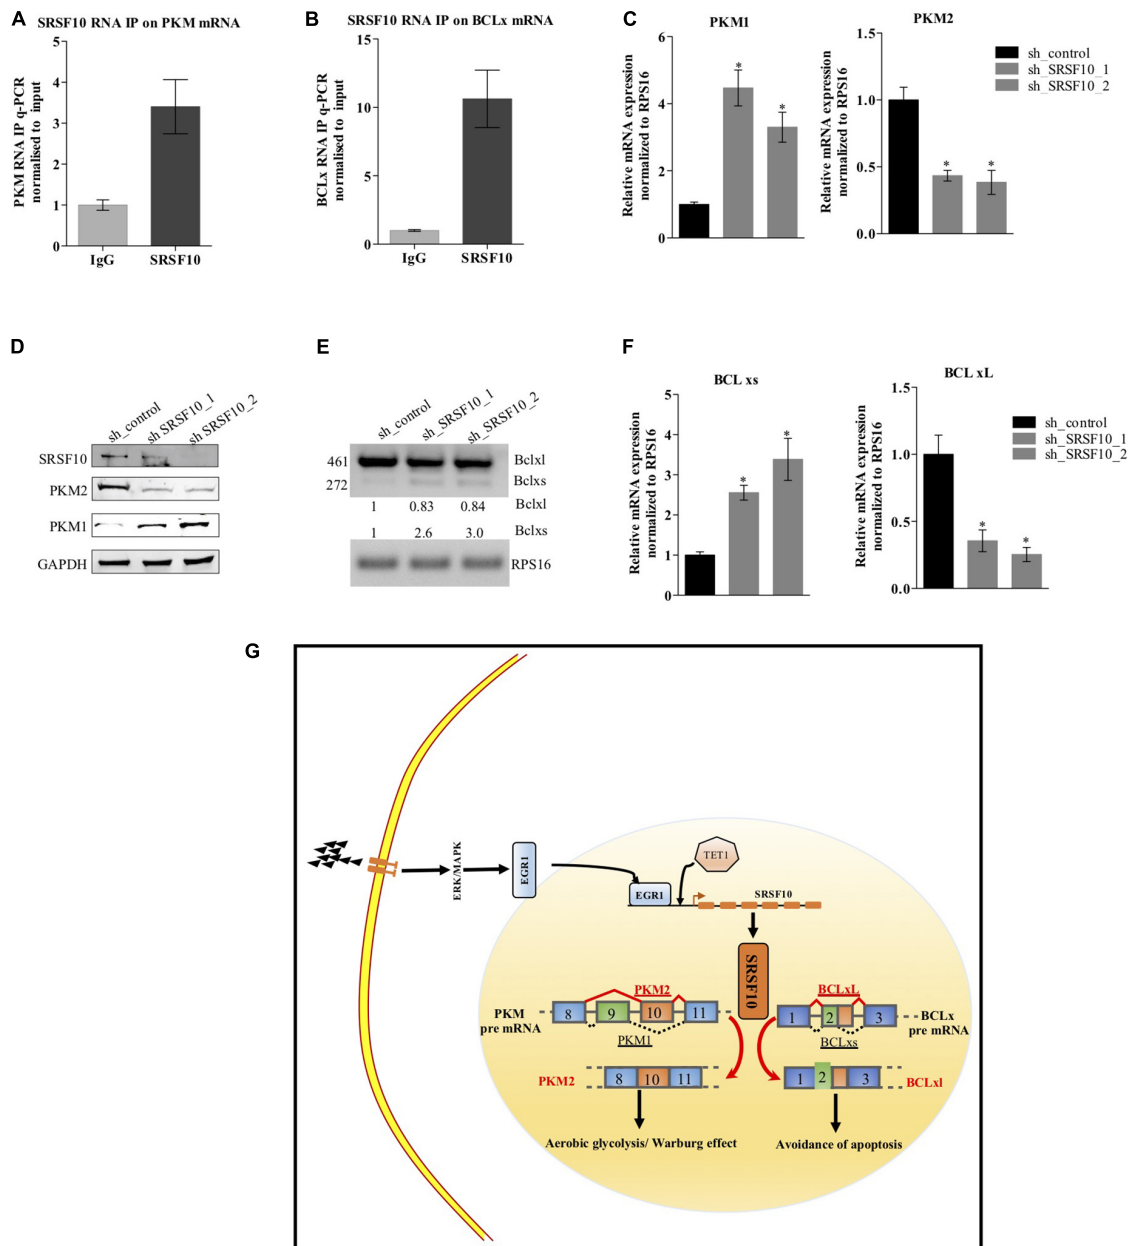 A
SRSF10 RNA IP on PKM mRNA
PKM RNA IP q-PCR
normalised to input
5
4
3
2
1
0
IgG
SRSF10
B
SRSF10 RNA IP on BCLx mRNA
BCLx RNA IP q-PCR
normalised to input
15
10
5
0
IgG
SRSF10
C
PKM1
Relative mRNA expression
normalized to RPS16
6
4
2
0
*
*
PKM2
Relative mRNA expression
normalized to RPS16
1.5
1.0
0.5
0.0
*
*
sh_control
sh_SRSF10_1
sh_SRSF10_2
D
sh_control
sh SRSF10_1
sh SRSF10_2
SRSF10
PKM2
PKM1
GAPDH
E
sh_control
sh_SRSF10_1
sh_SRSF10_2
461
Bclxl
272
Bclxs
1 0.83 0.84 Bclxl
1 2.6 3.0 Bclxs
RPS16
F
BCL xs
Relative mRNA expression
normalized to RPS16
5
4
3
2
1
0
*
*
BCL xL
Relative mRNA expression
normalized to RPS16
1.5
1.0
0.5
0.0
*
*
sh_control
sh_SRSF10_1
sh_SRSF10_2
G
ERK/MAPK
EGR1
EGR1
TET1
SRSF10
SRSF10
PKM
pre mRNA
PKM2
8 9 10 11
PKM1
BCLxL
1 2 3
BCLxs
BCLx
pre mRNA
PKM2
8 10 11
1 2 3
BCLxl
Aerobic glycolysis/ Warburg effect
Avoidance of apoptosis